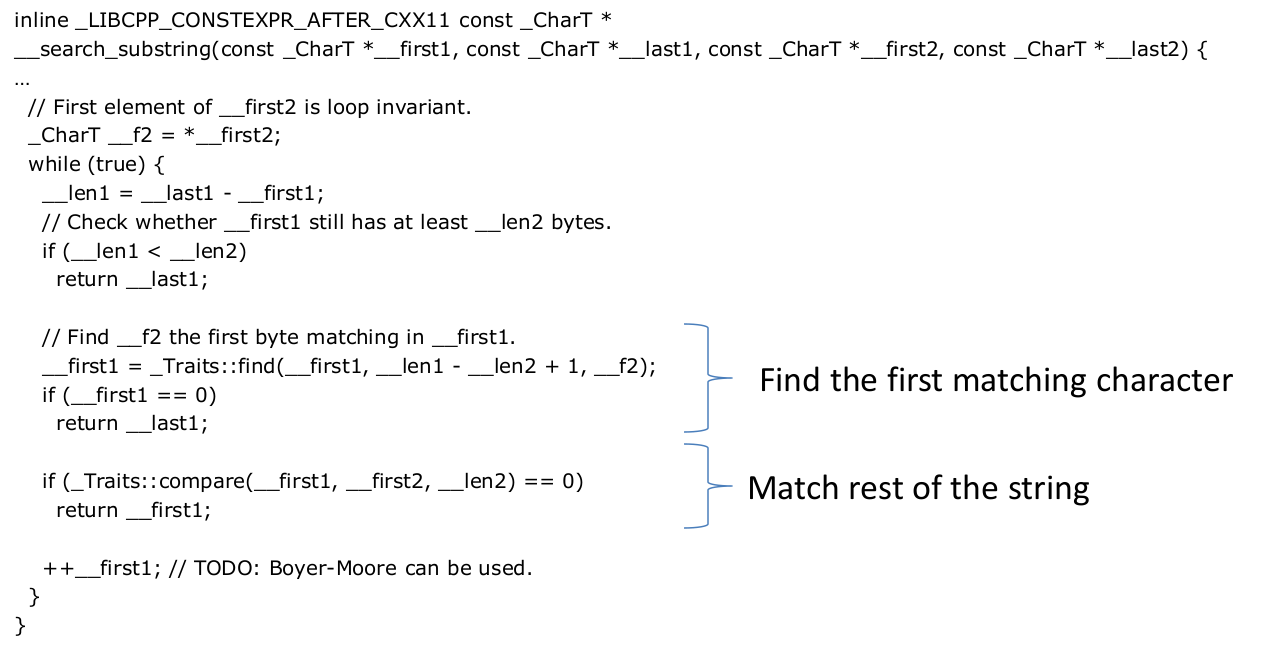 inline _LIBCPP_CONSTEXPR_AFTER_CXX11 const _CharT *
__search_substring(const _CharT *__first1, const _CharT *__last1, const _CharT *__first2, const _CharT *__last2) {
...
// First element of __first2 is loop invariant.
_CharT __f2 = *__first2;
while (true) {
__len1 = __last1 - __first1;
// Check whether __first1 still has at least __len2 bytes.
if (__len1 < __len2)
return __last1;
// Find __f2 the first byte matching in __first1.
__first1 = _Traits::find(__first1, __len1 - __len2 + 1, __f2);
if (__first1 == 0)
return __last1;
Find the first matching character
if (_Traits::compare(__first1, __first2, __len2) == 0)
return __first1;
Match rest of the string
++__first1; // TODO: Boyer-Moore can be used.
}
}